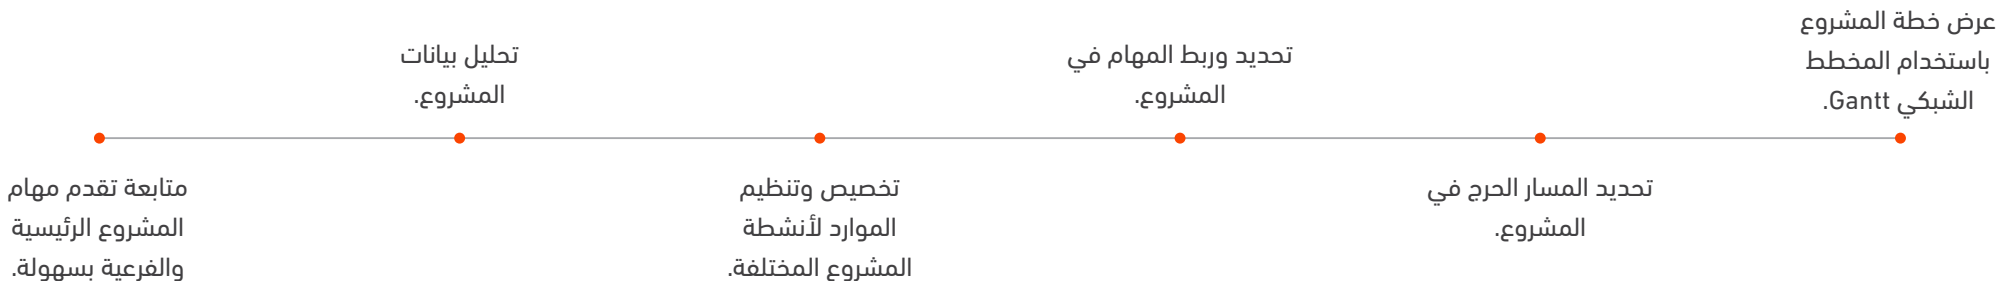 عرض خطة المشروع
باستخدام المخطط
الشبكي Gantt.
تحديد المسار الحرج في
المشروع.
تحديد وربط المهام في
المشروع.
تخصيص وتنظيم
الموارد لأنشطة
المشروع المختلفة.
تحليل بيانات
المشروع.
متابعة تقدم مهام
المشروع الرئيسية
والفرعية بسهولة.